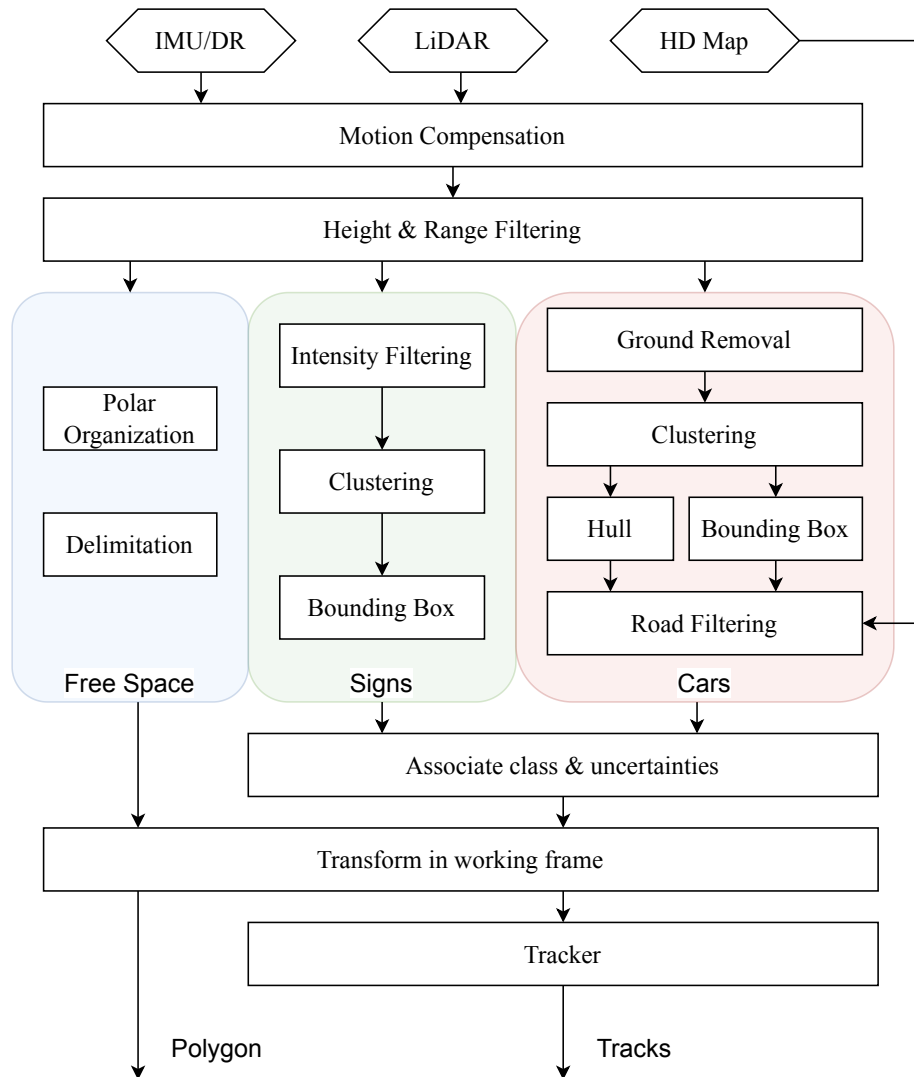 IMU/DR
LiDAR
HD Map
Motion Compensation
Height & Range Filtering
Polar
Organization
Delimitation
Free Space
Intensity Filtering
Clustering
Bounding Box
Signs
Ground Removal
Clustering
Hull
Bounding Box
Road Filtering
Cars
Associate class & uncertainties
Transform in working frame
Tracker
Polygon
Tracks